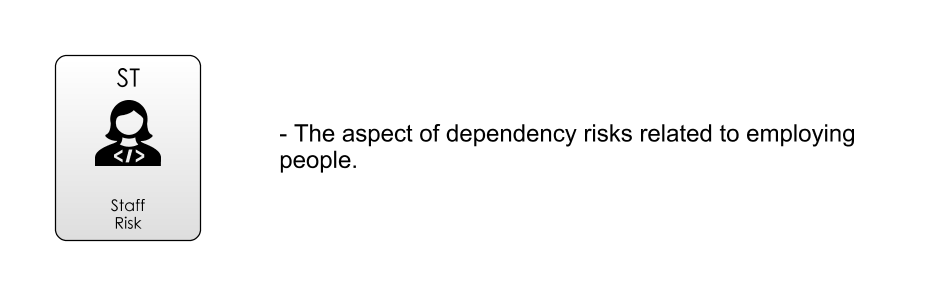 ST
</>
Staff
Risk
- The aspect of dependency risks related to employing
people.